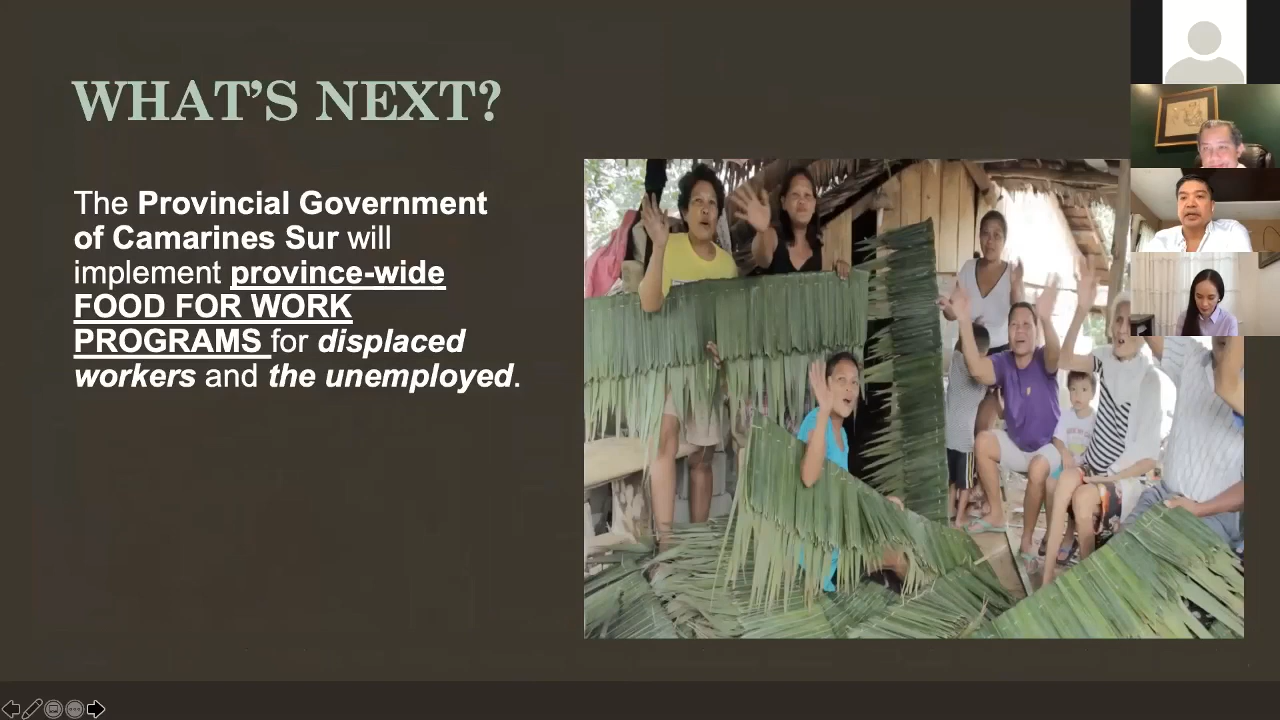 WHAT'S NEXT?
The Provincial Government
of Camarines Sur will
implement province-wide
FOOD FOR WORK
PROGRAMS for displaced
workers and the unemployed.